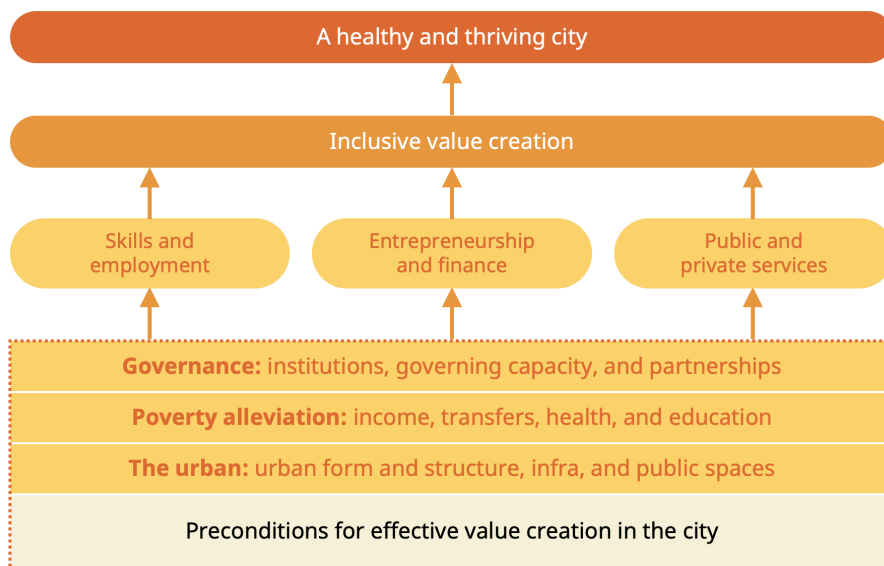 A healthy and thriving city
Inclusive value creation
Skills and
employment
Entrepreneurship
and finance
Public and
private services
Governance: institutions, governing capacity, and partnerships
Poverty alleviation: income, transfers, health, and education
The urban: urban form and structure, infra, and public spaces
Preconditions for effective value creation in the city